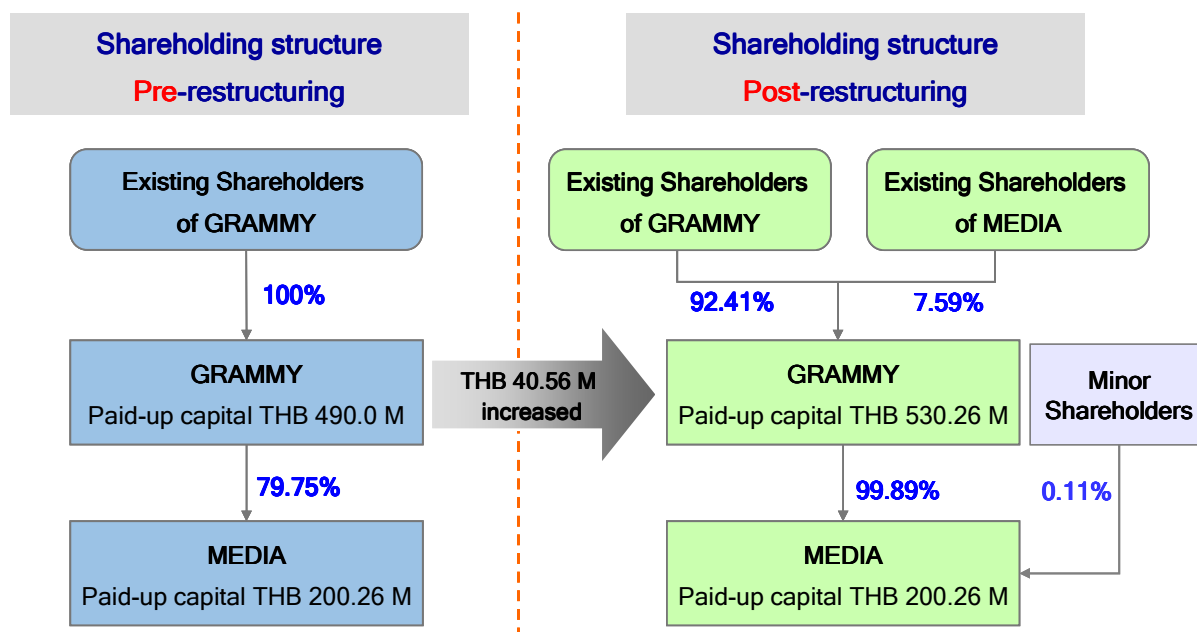 Shareholding structure
Pre-restructuring
Existing Shareholders
of GRAMMY
100%
GRAMMY
Paid-up capital THB 490.0 M
79.75%
MEDIA
Paid-up capital THB 200.26 M
THB 40.56 M
increased
Shareholding structure
Post-restructuring
Existing Shareholders
of GRAMMY
Existing Shareholders
of MEDIA
92.41%
7.59%
GRAMMY
Paid-up capital THB 530.26 M
Minor
Shareholders
99.89%
0.11%
MEDIA
Paid-up capital THB 200.26 M